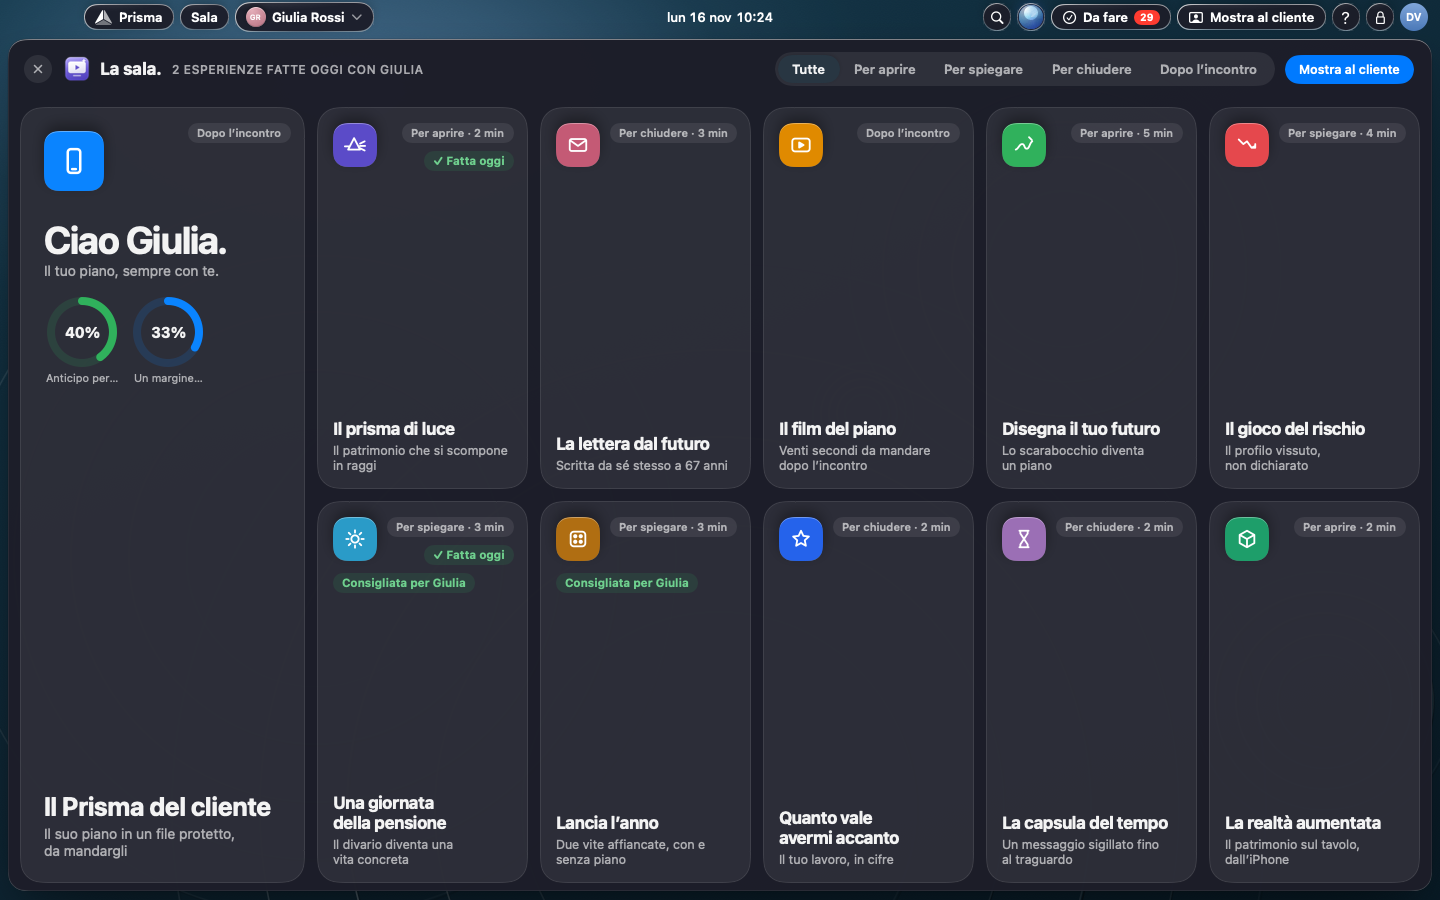 Prisma
Sala
GR
Giulia Rossi
lun 16 nov 10:24
Da fare 29
Mostra al cliente
?
DV
La sala.
2 ESPERIENZE FATTE OGGI CON GIULIA
Tutte
Per aprire
Per spiegare
Per chiudere
Dopo l’incontro
Mostra al cliente
Dopo l’incontro
Ciao Giulia.
Il tuo piano, sempre con te.
40%
33%
Anticipo per...
Un margine...
Il Prisma del cliente
Il suo piano in un file protetto,
da mandargli
Per aprire · 2 min
✓ Fatta oggi
Il prisma di luce
Il patrimonio che si scompone
in raggi
Per chiudere · 3 min
La lettera dal futuro
Scritta da sé stesso a 67 anni
Dopo l’incontro
Il film del piano
Venti secondi da mandare
dopo l’incontro
Per aprire · 5 min
Disegna il tuo futuro
Lo scarabocchio diventa
un piano
Per spiegare · 4 min
Il gioco del rischio
Il profilo vissuto,
non dichiarato
Per spiegare · 3 min
✓ Fatta oggi
Consigliata per Giulia
Una giornata
della pensione
Il divario diventa una
vita concreta
Per spiegare · 3 min
Consigliata per Giulia
Lancia l’anno
Due vite affiancate, con e
senza piano
Per chiudere · 2 min
Quanto vale
avermi accanto
Il tuo lavoro, in cifre
Per chiudere · 2 min
La capsula del tempo
Un messaggio sigillato fino
al traguardo
Per aprire · 2 min
La realtà aumentata
Il patrimonio sul tavolo,
dall’iPhone